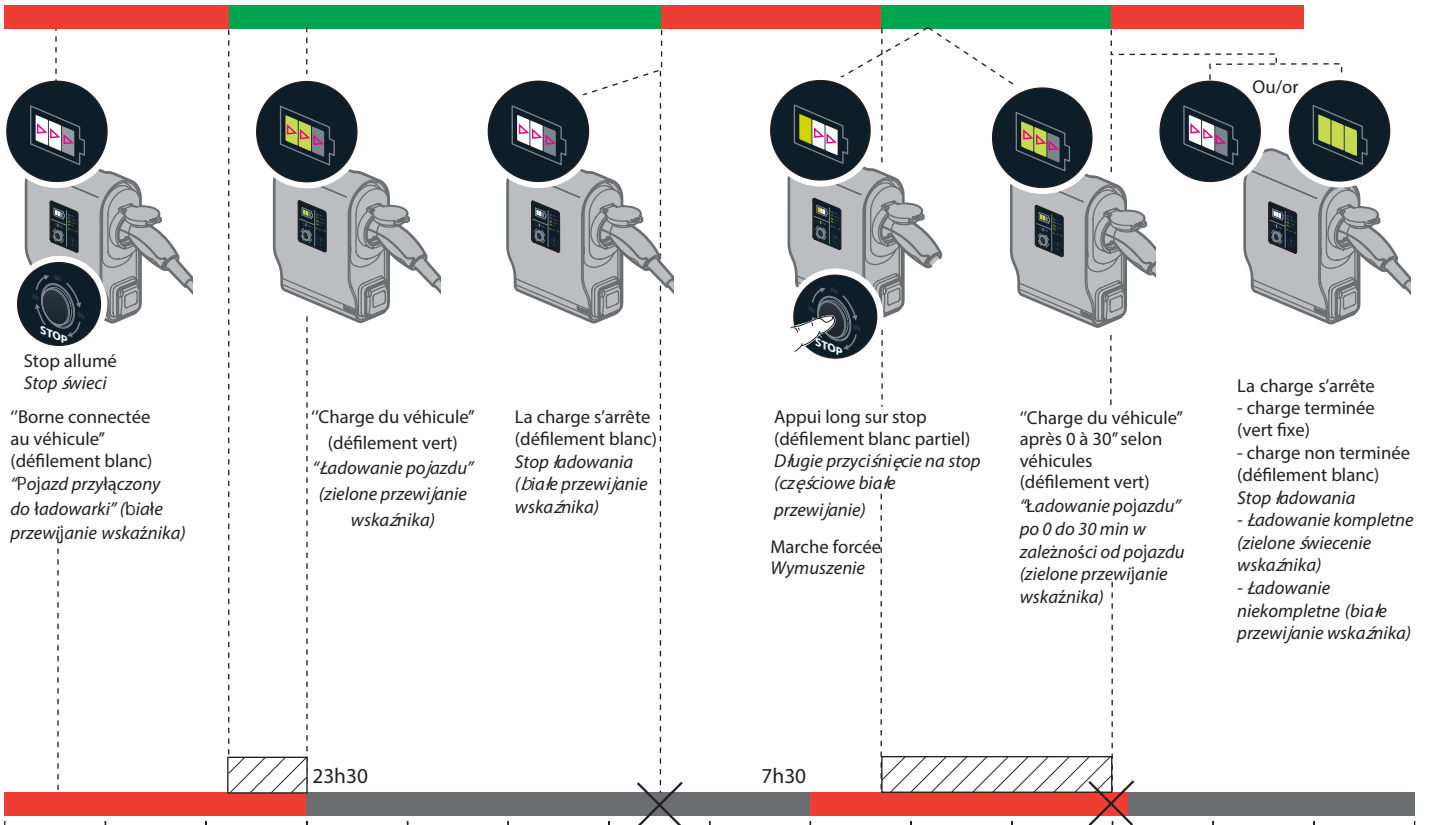 Ou/or
STOP
STOP
Stop allumé
Stop świeci
"Borne connectée
au véhicule"
(défilement blanc)
"Pojazd przyłączony
do ładowarki" (białe
przewijanie wskaźnika)
"Charge du véhicule"
(défilement vert)
"Ładowanie pojazdu"
(zielone przewijanie
wskaźnika)
La charge s'arrête
(défilement blanc)
Stop ładowania
(białe przewijanie
wskaźnika)
Appui long sur stop
(défilement blanc partiel)
Długie przyciśnięcie na stop
(częściowe białe
przewijanie)
Marche forcée
Wymuszenie
"Charge du véhicule"
après 0 à 30" selon
véhicules
(défilement vert)
"Ładowanie pojazdu"
po 0 do 30 min w
zależności od pojazdu
(zielone przewijanie
wskaźnika)
La charge s'arrête
- charge terminée
(vert fixe)
- charge non terminée
(défilement blanc)
Stop ładowania
- Ładowanie kompletne
(zielone świecenie
wskaźnika)
- Ładowanie
niekompletne (białe
przewijanie wskaźnika)
23h30
7h30